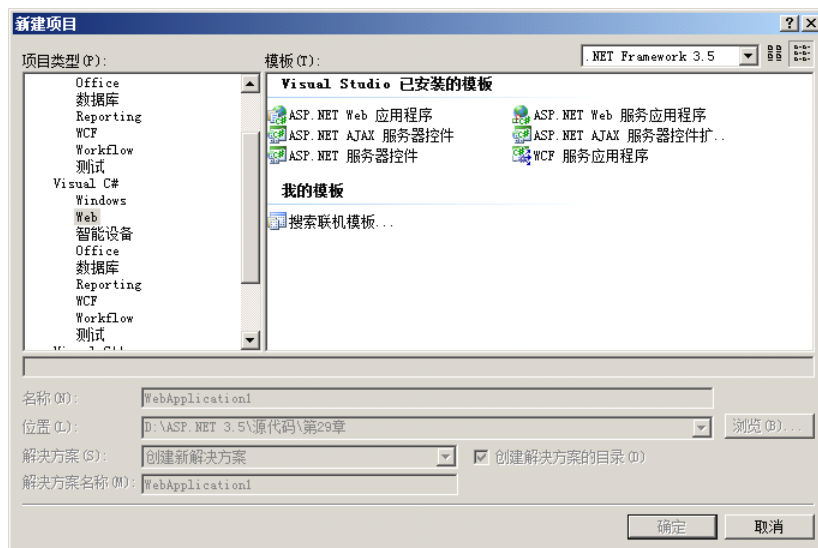 新建项目
项目类型(P):
模板(T):
.NET Framework 3.5
Office
数据库
Reporting
WCF
Workflow
测试
Visual C#
Windows
Web
智能设备
Office
数据库
Reporting
WCF
Workflow
测试
Visual Studio 已安装的模板
ASP.NET Web 应用程序
ASP.NET Web 服务应用程序
ASP.NET AJAX 服务器控件
ASP.NET AJAX 服务器控件扩..
ASP.NET 服务器控件
WCF 服务应用程序
我的模板
搜索联机模板...
名称(N):
WebApplication1
位置(L):
D:\ASP.NET 3.5\源代码\第29章
浏览(B)...
解决方案(S):
创建新解决方案
创建解决方案的目录(D)
解决方案名称(M):
WebApplication1
确定
取消